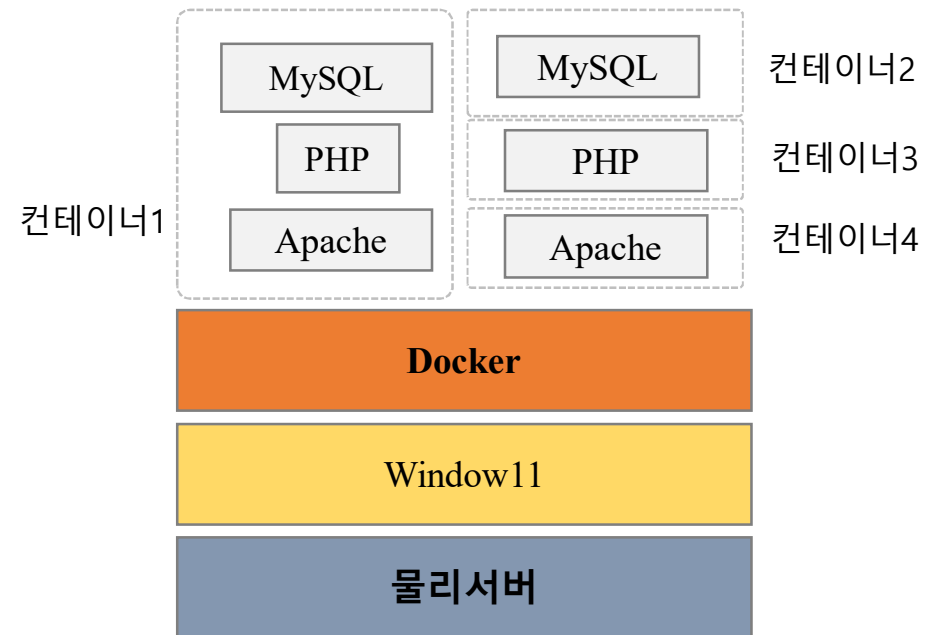 MySQL
MySQL
컨테이너2
PHP
PHP
컨테이너3
컨테이너1
Apache
Apache
컨테이너4
Docker
Window11
물리서버